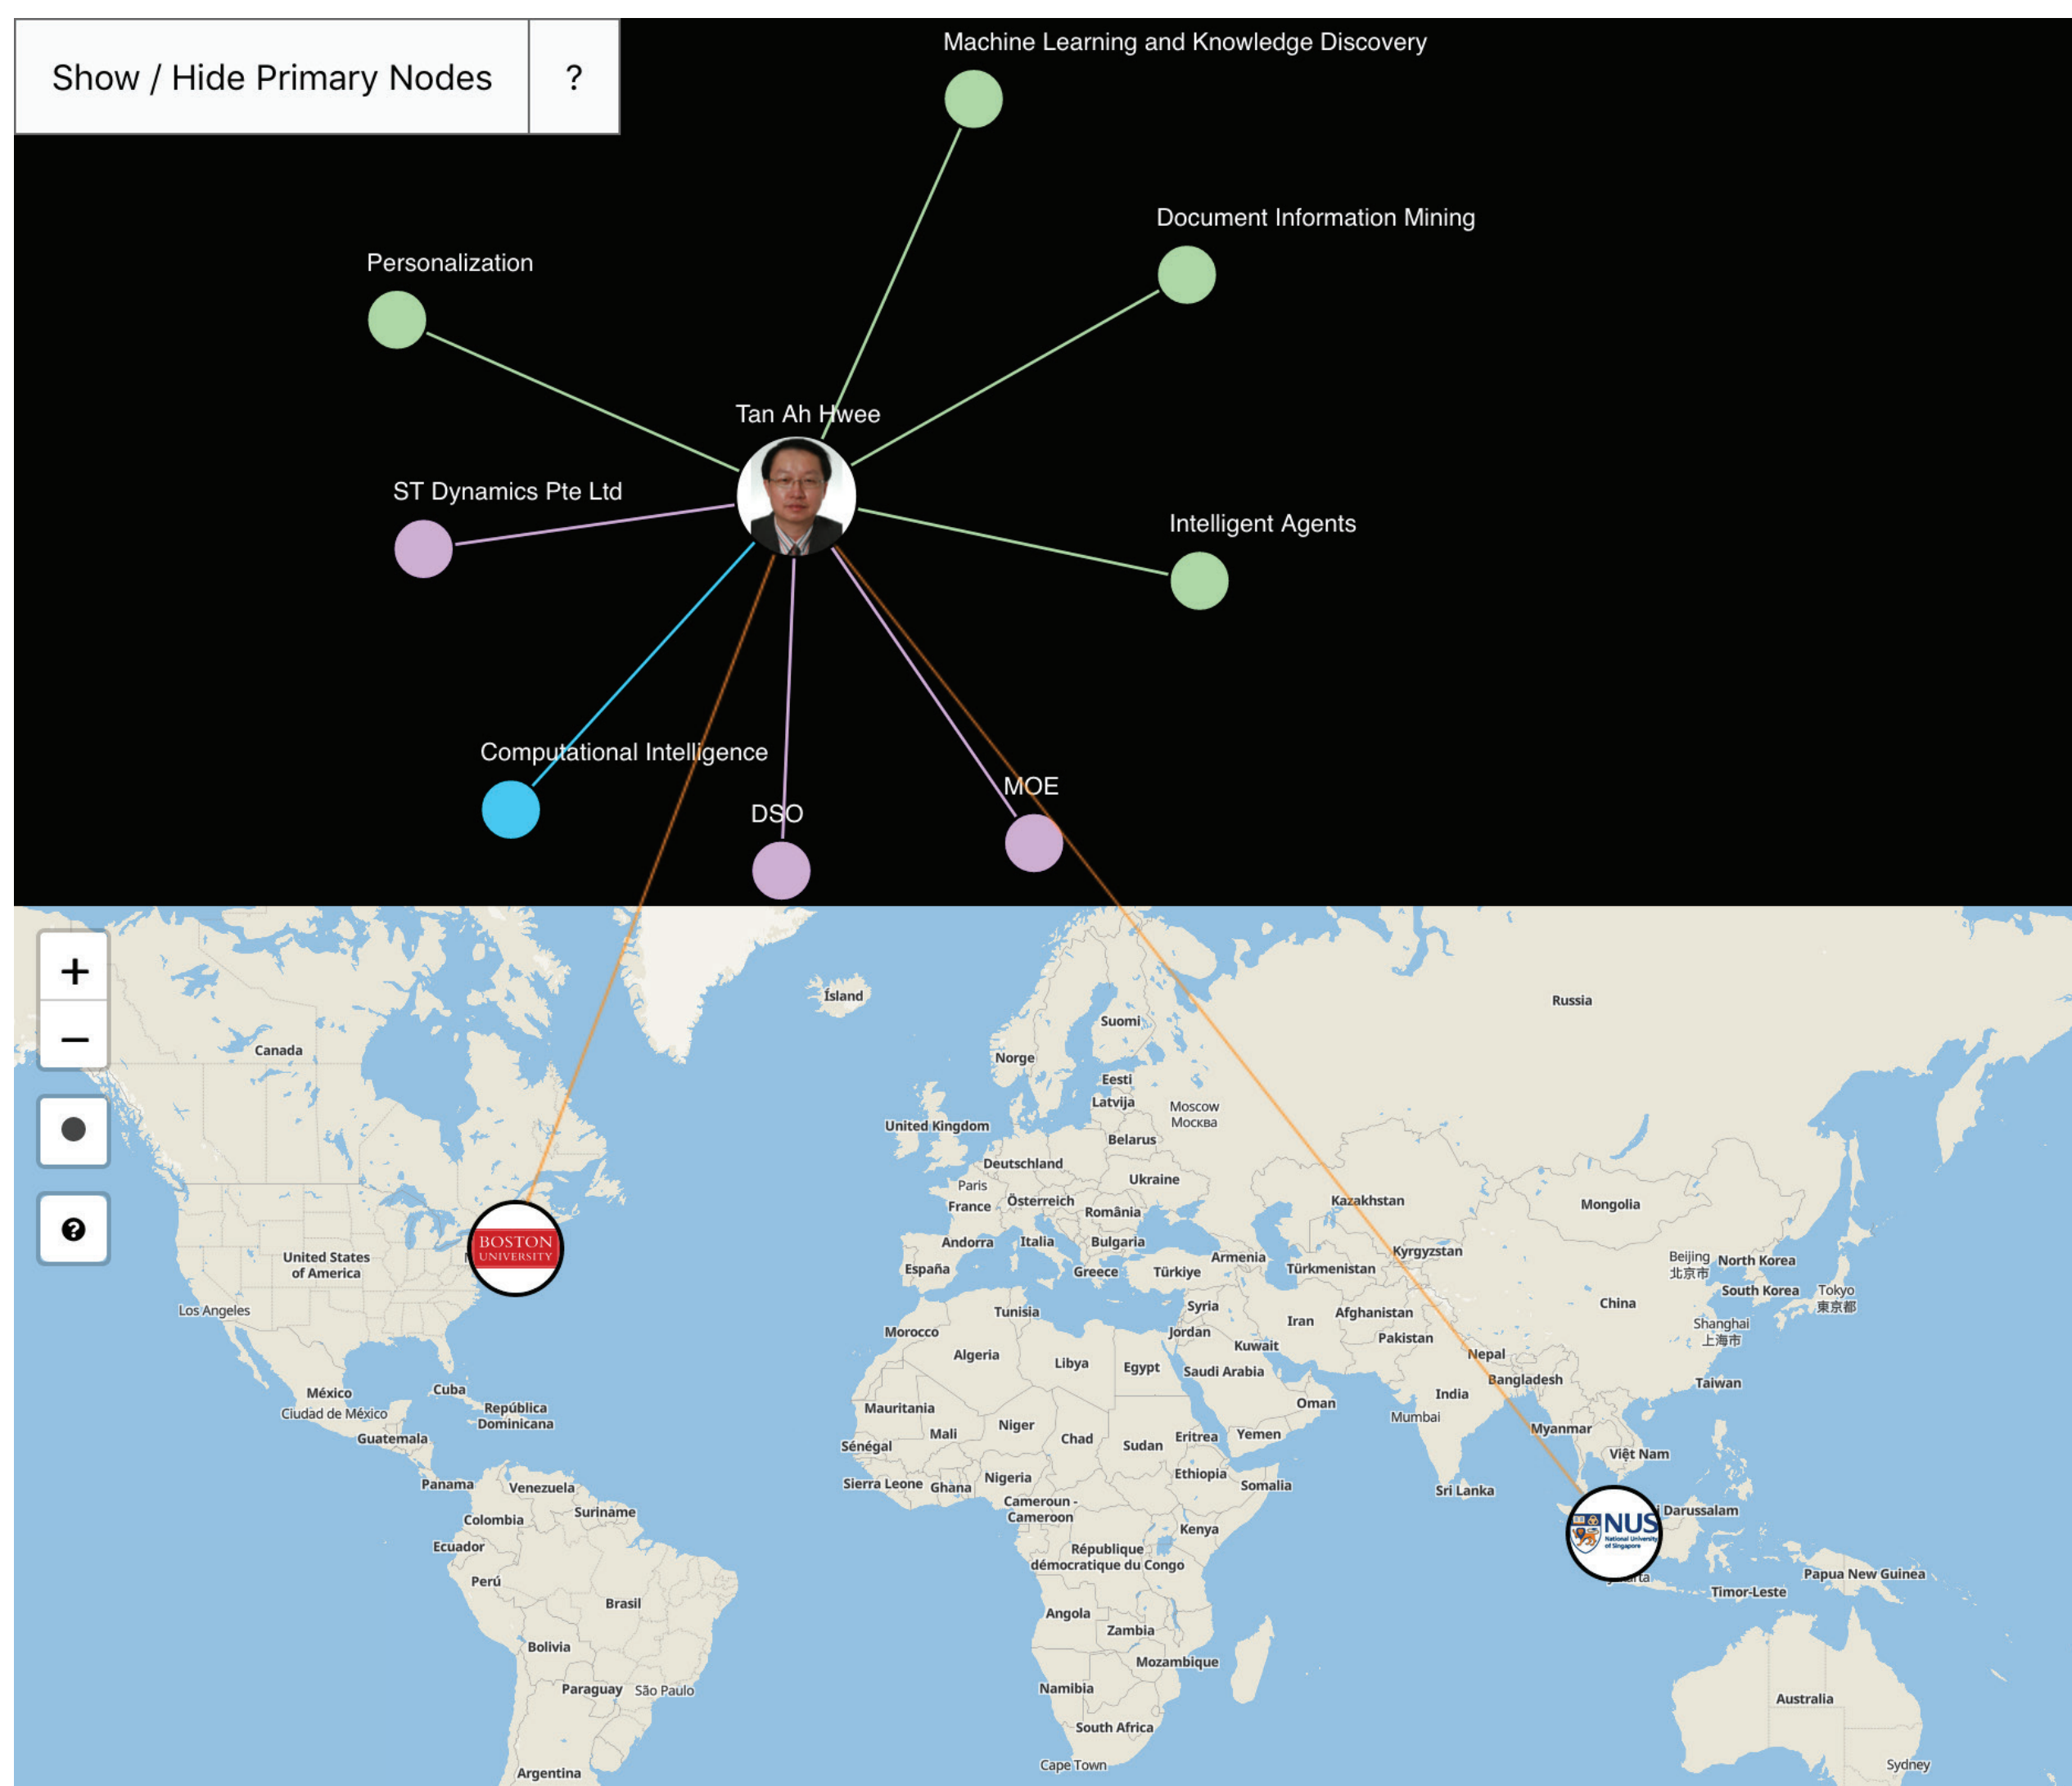 Show / Hide Primary Nodes
?
Machine Learning and Knowledge Discovery
Document Information Mining
Personalization
Tan Ah Hwee
ST Dynamics Pte Ltd
Intelligent Agents
Computational Intelligence
MOE
DSO
+
−
?
Ísland
Russia
Suomi
Canada
Norge
Eesti
Latvija
Moscow
Москва
United Kingdom
Belarus
Deutschland
Ukraine
Paris
France
Österreich
România
Kazakhstan
Mongolia
BOSTON
UNIVERSITY
Andorra
Italia
Bulgaria
Armenia
Kyrgyzstan
United States
of America
España
Greece
Türkiye
Türkmenistan
Beijing
北京市
North Korea
South Korea
Tokyo
東京都
Los Angeles
Tunisia
Syria
Iran
Afghanistan
China
Shanghai
上海市
Morocco
Jordan
Kuwait
Pakistan
Algeria
Libya
Egypt
Saudi Arabia
Nepal
Bangladesh
Taiwan
México
Cuba
Ciudad de México
República
Dominicana
Mauritania
Oman
India
Mumbai
Guatemala
Mali
Niger
Chad
Sudan
Eritrea
Yemen
Myanmar
Sénégal
Việt Nam
Panama
Venezuela
Sierra Leone
Ghana
Nigeria
Ethiopia
Somalia
Sri Lanka
Cameroun -
Cameroon
Colombia
Suriname
Kenya
NUS
National University
of Singapore
i Darussalam
Ecuador
République
démocratique du Congo
Perú
Papua New Guinea
Timor-Leste
Brasil
Angola
Zambia
Bolivia
Mozambique
Paraguay
São Paulo
Namibia
Australia
South Africa
Cape Town
Sydney
Argentina